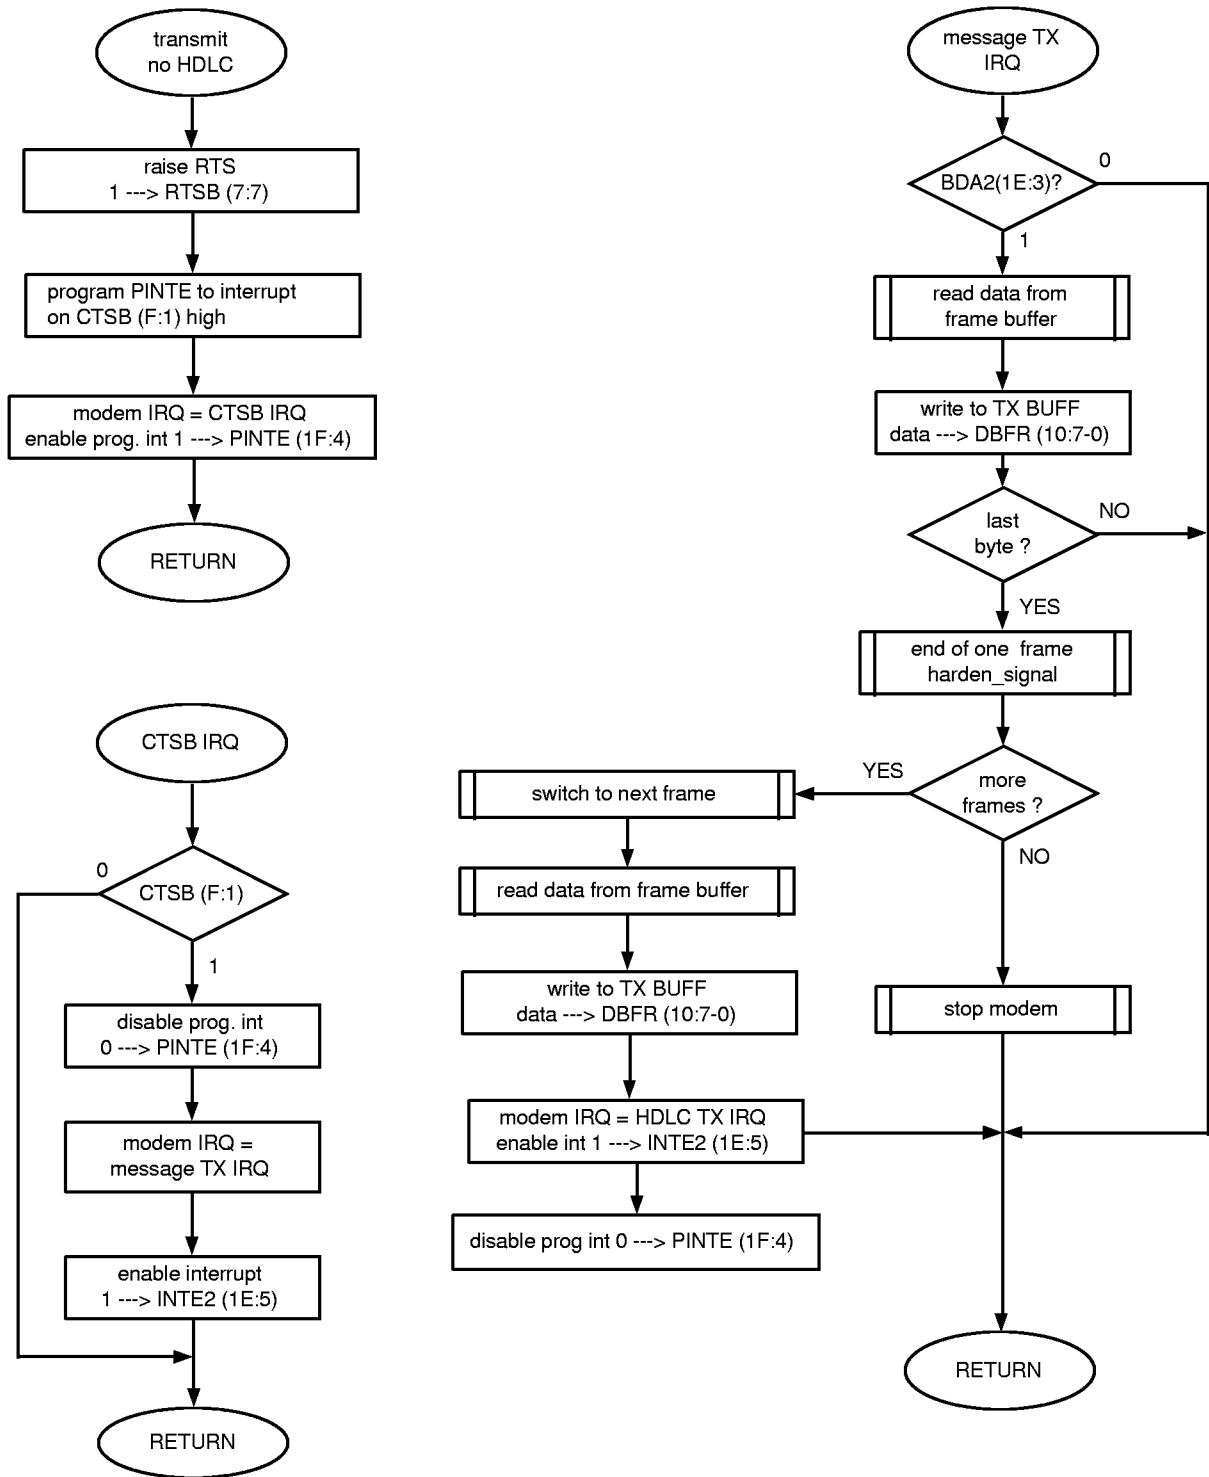 transmit
no HDLC
raise RTS
1 ---> RTSB (7:7)
program PINTE to interrupt
on CTSB (F:1) high
modem IRQ = CTSB IRQ
enable prog. int 1 ---> PINTE (1F:4)
RETURN
CTSB IRQ
0
CTSB (F:1)
1
disable prog. int
0 ---> PINTE (1F:4)
modem IRQ =
message TX IRQ
enable interrupt
1 ---> INTE2 (1E:5)
RETURN
message TX
IRQ
0
BDA2(1E:3)?
1
read data from
frame buffer
write to TX BUFF
data ---> DBFR (10:7-0)
last
byte ?
NO
YES
end of one frame
harden_signal
more
frames ?
YES
NO
switch to next frame
read data from frame buffer
write to TX BUFF
data ---> DBFR (10:7-0)
modem IRQ = HDLC TX IRQ
enable int 1 ---> INTE2 (1E:5)
disable prog int 0 ---> PINTE (1F:4)
stop modem
RETURN